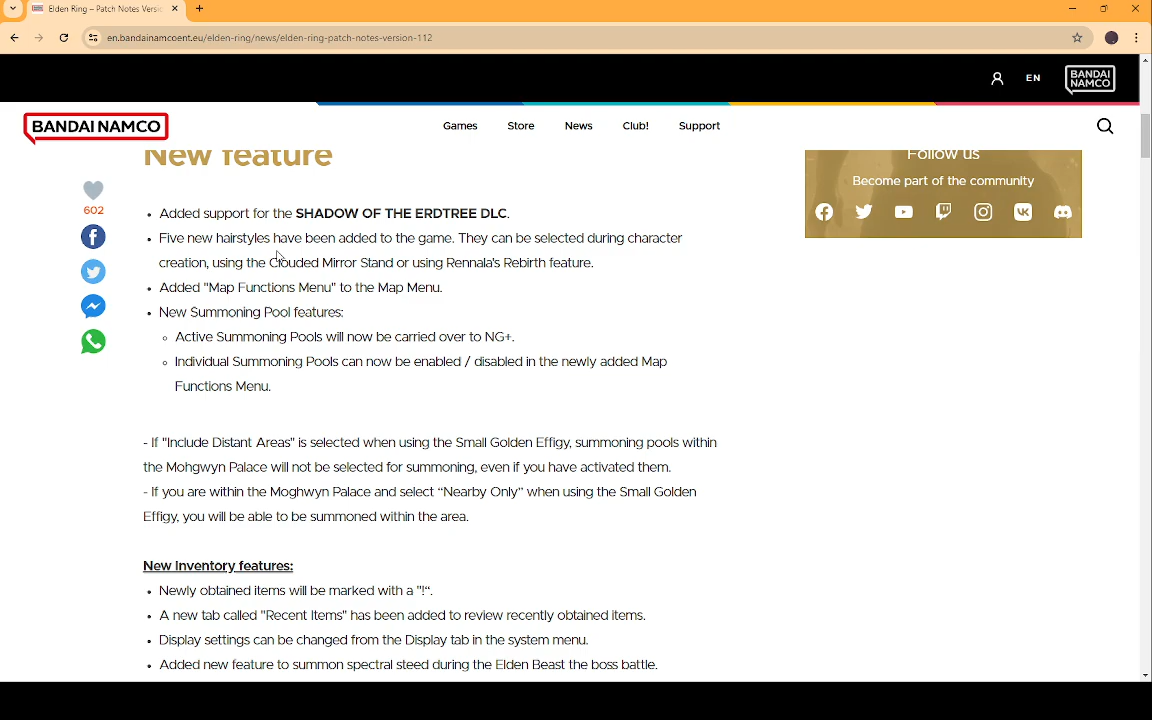 Elden Ring – Patch Notes Versi
en.bandainamcoent.eu/elden-ring/news/elden-ring-patch-notes-version-112
EN
BANDAI
NAMCO
BANDAI NAMCO
Games Store News Club! Support
New feature
Follow us
Become part of the community
602
Added support for the SHADOW OF THE ERDTREE DLC.
Five new hairstyles have been added to the game. They can be selected during character
creation, using the Clouded Mirror Stand or using Rennala's Rebirth feature.
Added "Map Functions Menu" to the Map Menu.
New Summoning Pool features:
Active Summoning Pools will now be carried over to NG+.
Individual Summoning Pools can now be enabled / disabled in the newly added Map
Functions Menu.
- If "Include Distant Areas" is selected when using the Small Golden Effigy, summoning pools within
the Mohgwyn Palace will not be selected for summoning, even if you have activated them.
- If you are within the Moghwyn Palace and select “Nearby Only” when using the Small Golden
Effigy, you will be able to be summoned within the area.
New Inventory features:
Newly obtained items will be marked with a "!“.
A new tab called "Recent Items" has been added to review recently obtained items.
Display settings can be changed from the Display tab in the system menu.
Added new feature to summon spectral steed during the Elden Beast the boss battle.